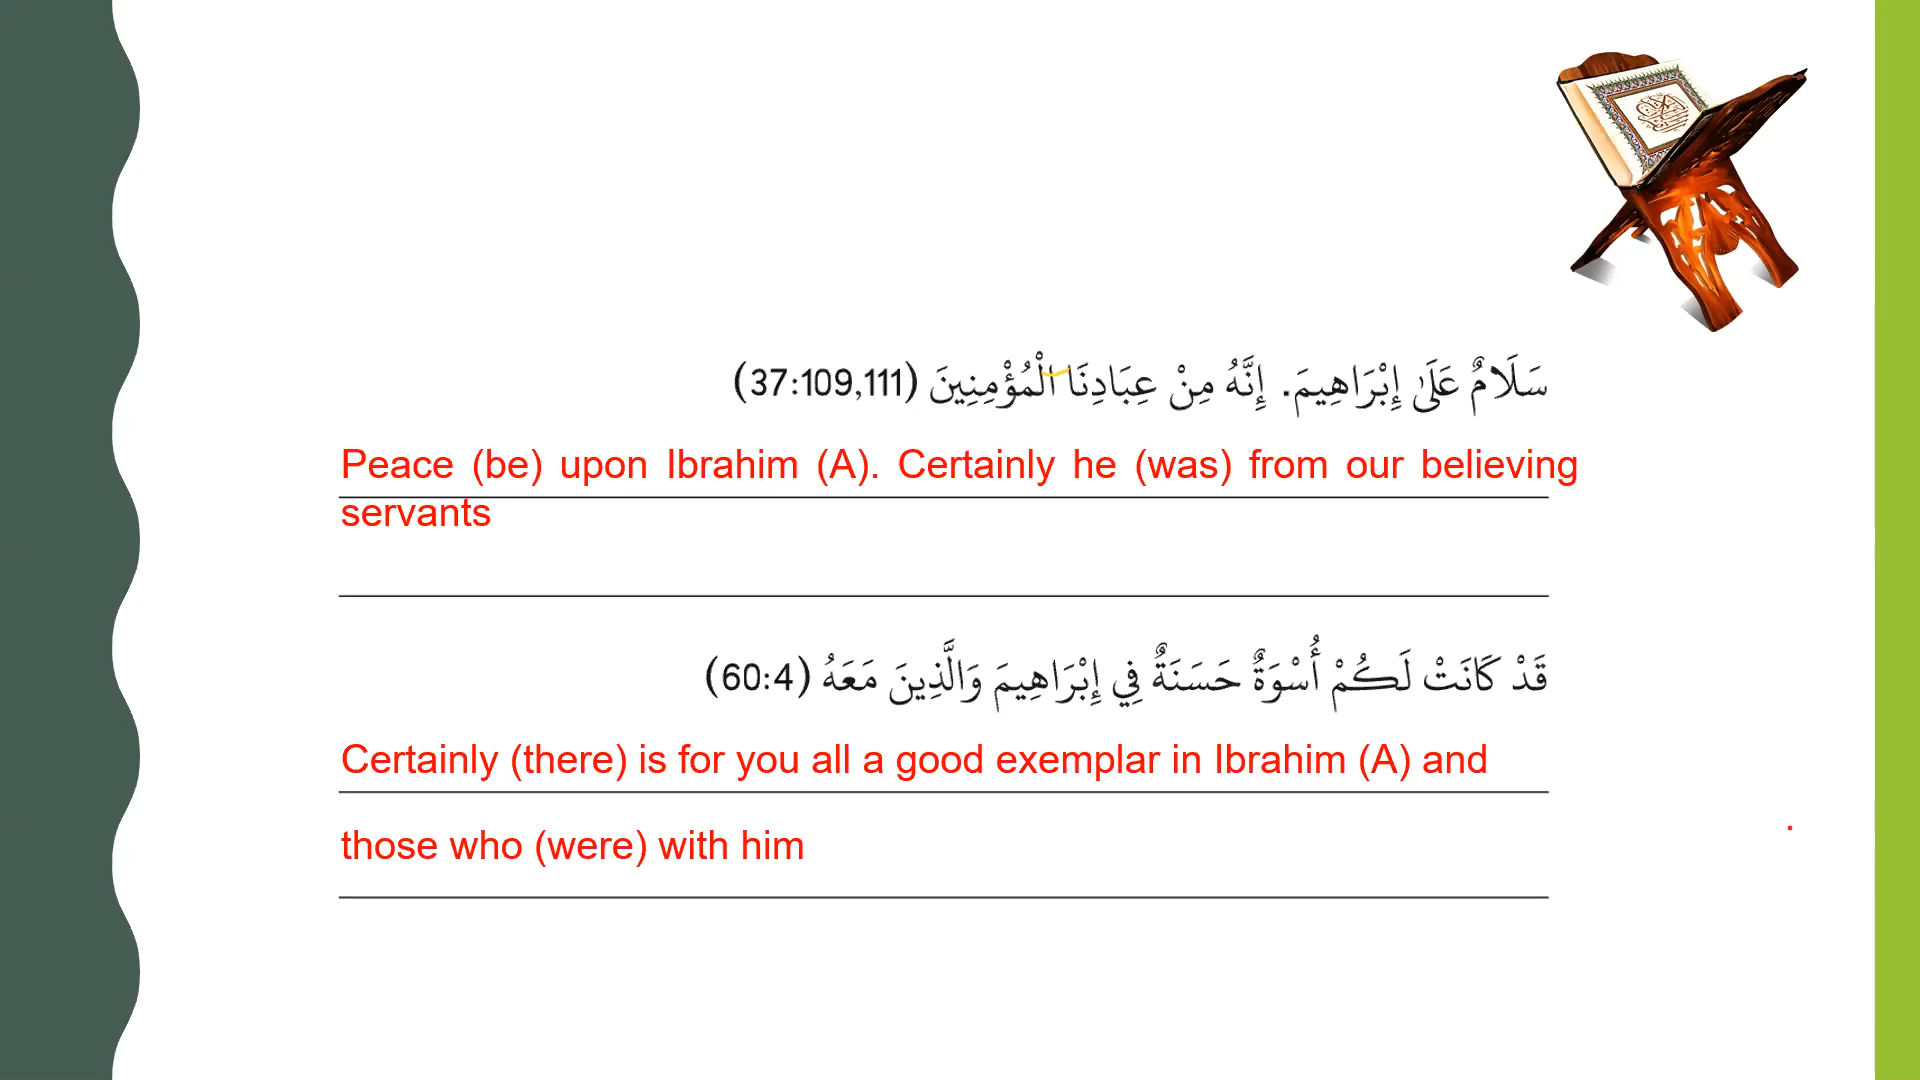 سَلَامٌ عَلَىٰ إِبْرَاهِيمَ. إِنَّهُ مِنْ عِبَادِنَا الْمُؤْمِنِينَ (37:109,111)
Peace (be) upon Ibrahim (A). Certainly he (was) from our believing
servants
قَدْ كَانَتْ لَكُمْ أُسْوَةٌ حَسَنَةٌ فِي إِبْرَاهِيمَ وَالَّذِينَ مَعَهُ (60:4)
Certainly (there) is for you all a good exemplar in Ibrahim (A) and
those who (were) with him